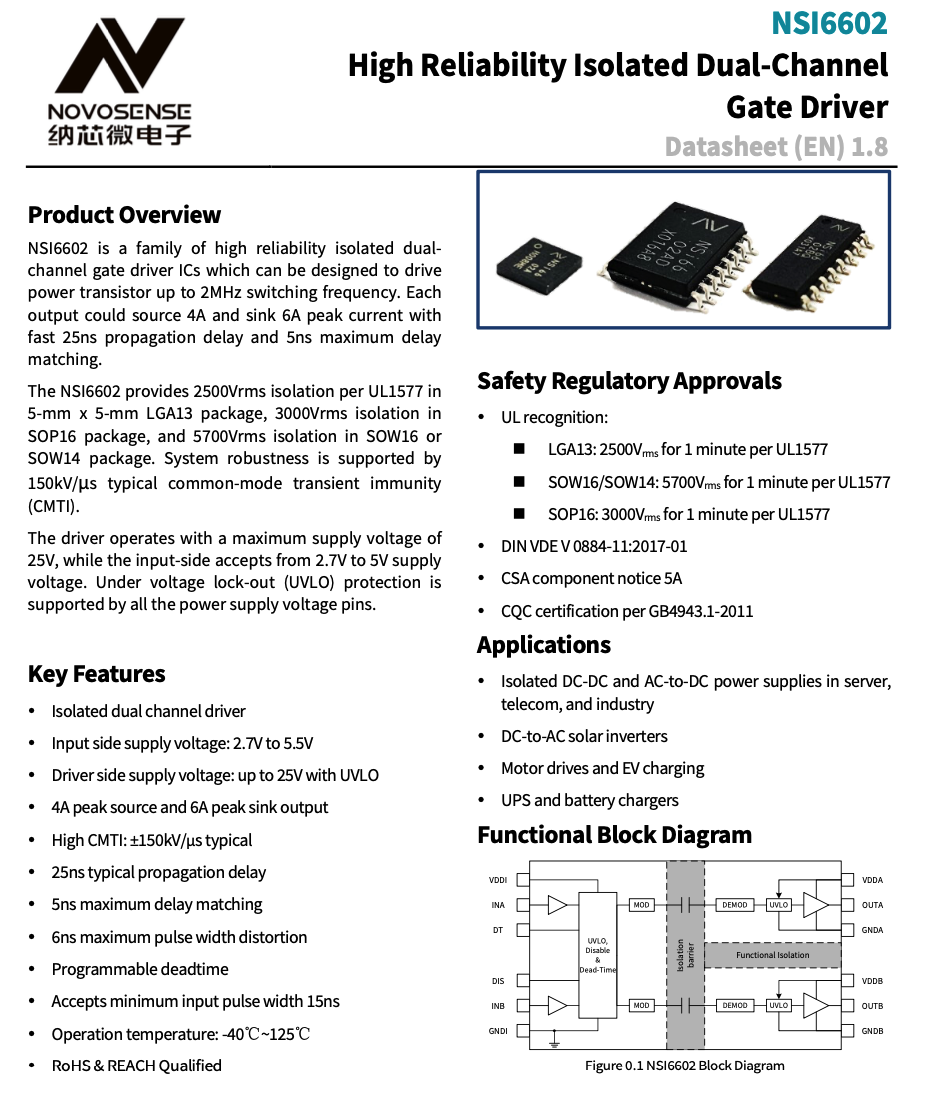 NOVOSENSE
纳芯微电子
NSI6602
High Reliability Isolated Dual-Channel
Gate Driver
Datasheet (EN) 1.8
Product Overview
NSI6602 is a family of high reliability isolated dual-
channel gate driver ICs which can be designed to drive
power transistor up to 2MHz switching frequency. Each
output could source 4A and sink 6A peak current with
fast 25ns propagation delay and 5ns maximum delay
matching.
The NSI6602 provides 2500Vrms isolation per UL1577 in
5-mm x 5-mm LGA13 package, 3000Vrms isolation in
SOP16 package, and 5700Vrms isolation in SOW16 or
SOW14 package. System robustness is supported by
150kV/μs typical common-mode transient immunity
(CMTI).
The driver operates with a maximum supply voltage of
25V, while the input-side accepts from 2.7V to 5V supply
voltage. Under voltage lock-out (UVLO) protection is
supported by all the power supply voltage pins.
Key Features
• Isolated dual channel driver
• Input side supply voltage: 2.7V to 5.5V
• Driver side supply voltage: up to 25V with UVLO
• 4A peak source and 6A peak sink output
• High CMTI: ±150kV/μs typical
• 25ns typical propagation delay
• 5ns maximum delay matching
• 6ns maximum pulse width distortion
• Programmable deadtime
• Accepts minimum input pulse width 15ns
• Operation temperature: -40℃~125℃
• RoHS & REACH Qualified
NSi66
02AD
Safety Regulatory Approvals
• UL recognition:
■ LGA13: 2500Vrms for 1 minute per UL1577
■ SOW16/SOW14: 5700Vrms for 1 minute per UL1577
■ SOP16: 3000Vrms for 1 minute per UL1577
• DIN VDE V 0884-11:2017-01
• CSA component notice 5A
• CQC certification per GB4943.1-2011
Applications
• Isolated DC-DC and AC-to-DC power supplies in server,
telecom, and industry
• DC-to-AC solar inverters
• Motor drives and EV charging
• UPS and battery chargers
Functional Block Diagram
VDDI
INA
DT
DIS
INB
GNDI
UVLO,
Disable
&
Dead-Time
MOD
MOD
Isolation
barrier
DEMOD
UVLO
Functional Isolation
DEMOD
UVLO
VDDA
OUTA
GNDA
VDDB
OUTB
GNDB
Figure 0.1 NSI6602 Block Diagram